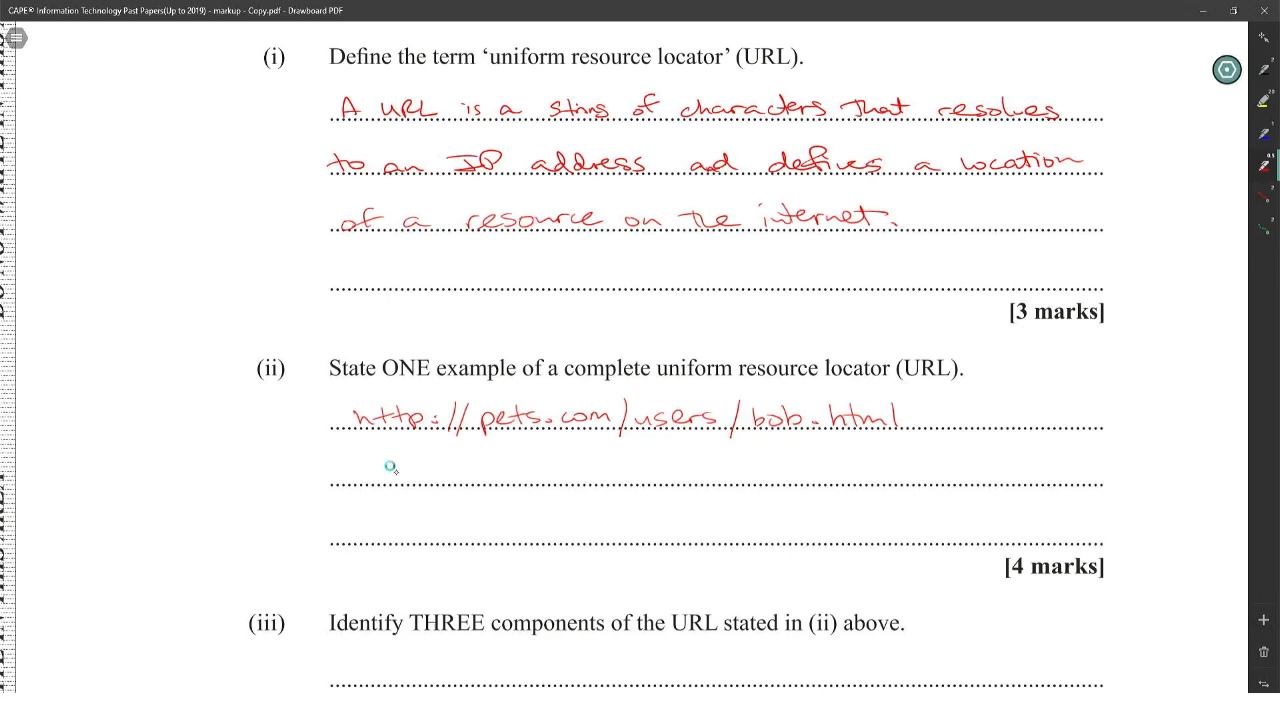 CAPE® Information Technology Past Papers(Up to 2019) - markup - Copy.pdf - Drawboard PDF
(i) Define the term ‘uniform resource locator’ (URL).
A URL is a string of characters that resolves
to an IP address and defines a location
of a resource on the internet.
[3 marks]
(ii) State ONE example of a complete uniform resource locator (URL).
http://pets.com/users/bob.html
[4 marks]
(iii) Identify THREE components of the URL stated in (ii) above.